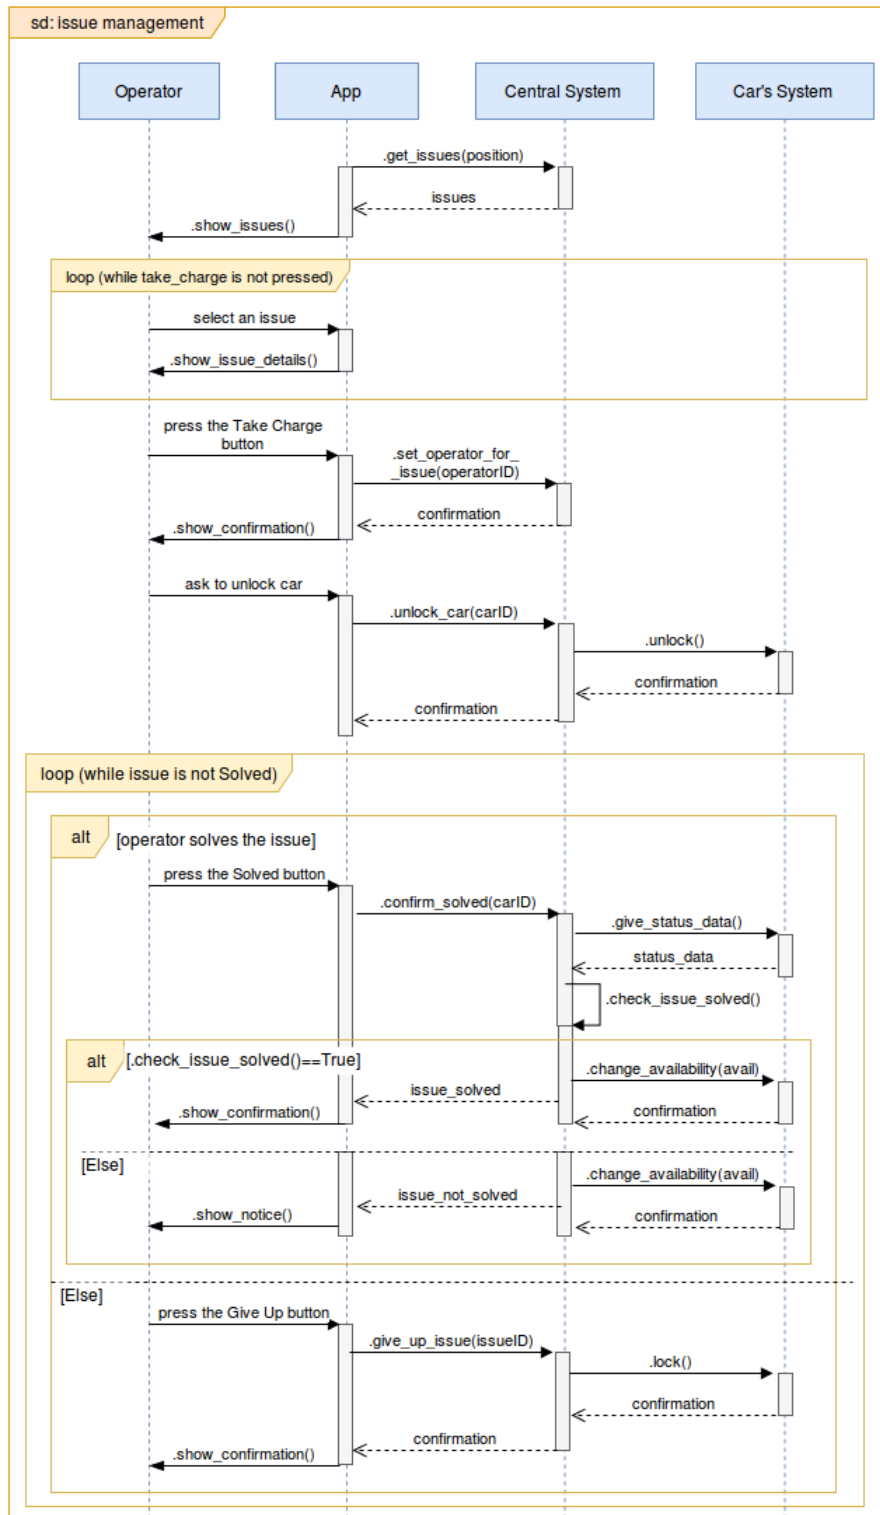 sd: issue management
Operator
App
Central System
Car's System
.get_issues(position)
issues
.show_issues()
loop (while take_charge is not pressed)
select an issue
.show_issue_details()
press the Take Charge
button
.set_operator_for_
_issue(operatorID)
confirmation
.show_confirmation()
ask to unlock car
.unlock_car(carID)
.unlock()
confirmation
confirmation
loop (while issue is not Solved)
alt
[operator solves the issue]
press the Solved button
.confirm_solved(carID)
.give_status_data()
status_data
.check_issue_solved()
alt
[.check_issue_solved()==True]
.change_availability(avail)
issue_solved
.show_confirmation()
confirmation
[Else]
.change_availability(avail)
issue_not_solved
.show_notice()
confirmation
[Else]
press the Give Up button
.give_up_issue(issueID)
.lock()
confirmation
confirmation
.show_confirmation()